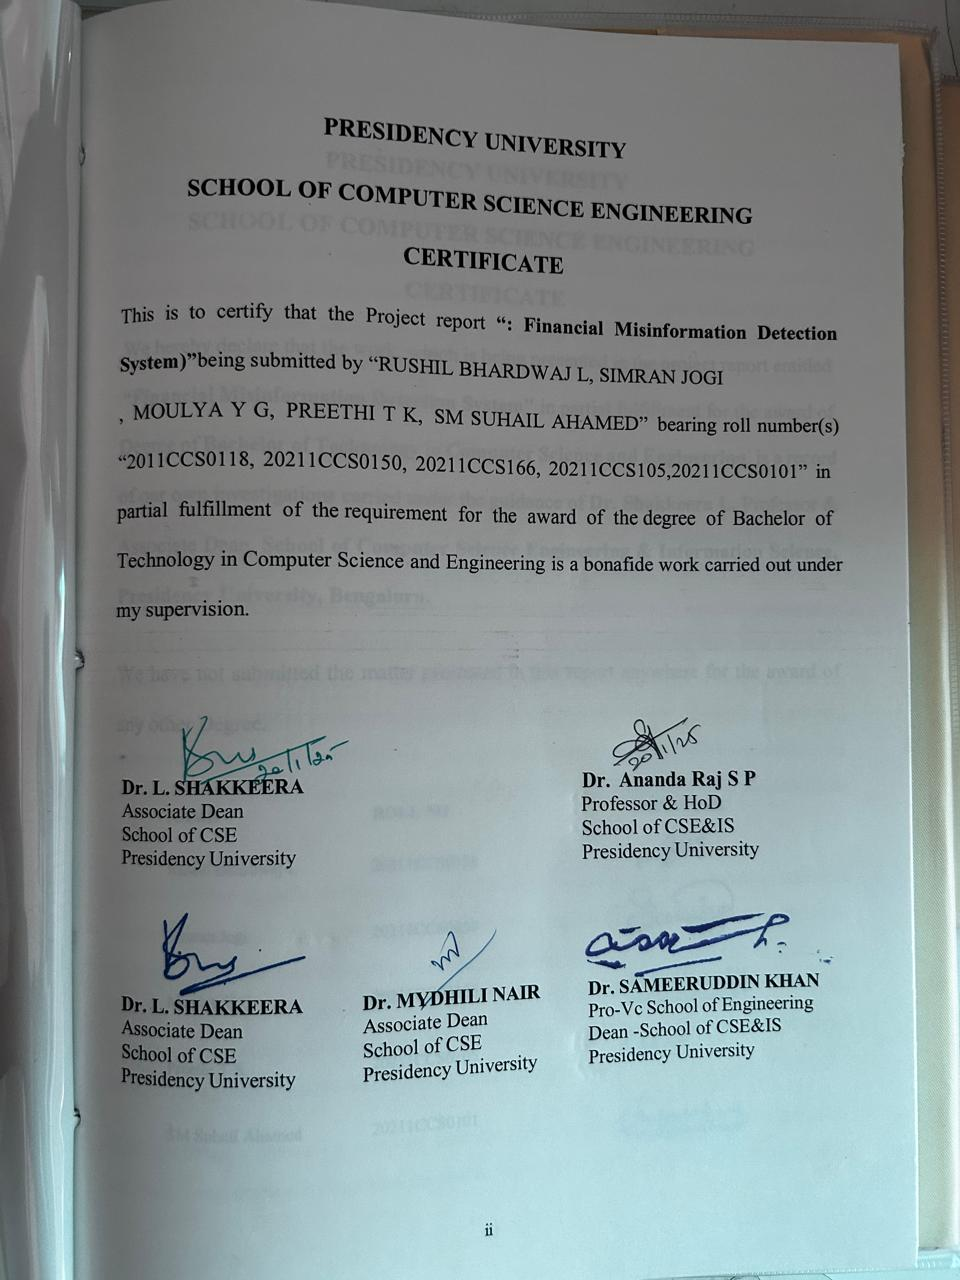 PRESIDENCY UNIVERSITY
SCHOOL OF COMPUTER SCIENCE ENGINEERING
CERTIFICATE
This is to certify that the Project report “: Financial Misinformation Detection
System)”being submitted by “RUSHIL BHARDWAJ L, SIMRAN JOGI
, MOULYA Y G, PREETHI T K, SM SUHAIL AHAMED” bearing roll number(s)
“2011CCS0118, 20211CCS0150, 20211CCS166, 20211CCS105,20211CCS0101” in
partial fulfillment of the requirement for the award of the degree of Bachelor of
Technology in Computer Science and Engineering is a bonafide work carried out under
my supervision.
20/1/25
Dr. L. SHAKKEERA
Associate Dean
School of CSE
Presidency University
20/1/25
Dr. Ananda Raj S P
Professor & HoD
School of CSE&IS
Presidency University
Dr. L. SHAKKEERA
Associate Dean
School of CSE
Presidency University
Dr. MYDHILI NAIR
Associate Dean
School of CSE
Presidency University
Dr. SAMEERUDDIN KHAN
Pro-Vc School of Engineering
Dean -School of CSE&IS
Presidency University
ii